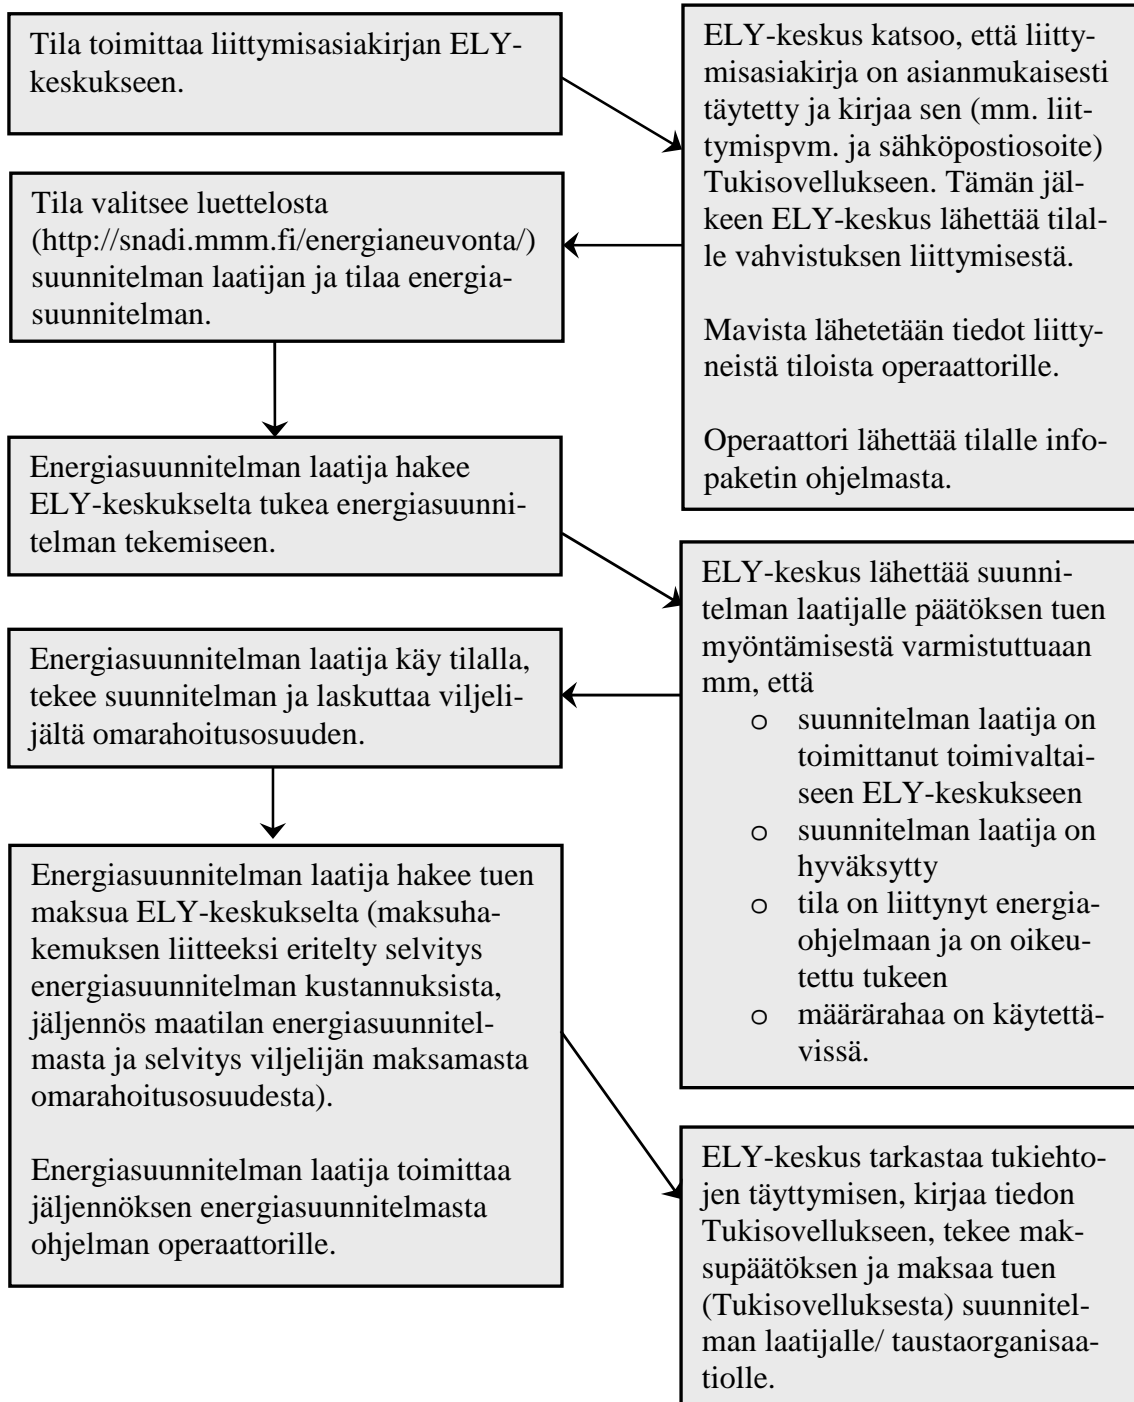 Tila toimittaa liittymisasiakirjan ELY-
keskukseen.
ELY-keskus katsoo, että liitty-
misasiakirja on asianmukaisesti
täytetty ja kirjaa sen (mm. liit-
tymispvm. ja sähköpostiosoite)
Tukisovellukseen. Tämän jäl-
keen ELY-keskus lähettää tilal-
le vahvistuksen liittymisestä.
Mavista lähetetään tiedot liitty-
neistä tiloista operaattorille.
Operaattori lähettää tilalle info-
paketin ohjelmasta.
Tila valitsee luettelosta
(http://snadi.mmm.fi/energianeuvonta/)
suunnitelman laatijan ja tilaa energia-
suunnitelman.
Energiasuunnitelman laatija hakee
ELY-keskukselta tukea energiasuunni-
telman tekemiseen.
ELY-keskus lähettää suunni-
telman laatijalle päätöksen tuen
myöntämisestä varmistuttuaan
mm, että
o suunnitelman laatija on
toimittanut toimivaltai-
seen ELY-keskukseen
o suunnitelman laatija on
hyväksytty
o tila on liittynyt energia-
ohjelmaan ja on oikeu-
tettu tukeen
o määrärahaa on käytettä-
vissä.
Energiasuunnitelman laatija käy tilalla,
tekee suunnitelman ja laskuttaa viljeli-
jältä omarahoitusosuuden.
Energiasuunnitelman laatija hakee tuen
maksua ELY-keskukselta (maksuha-
kemuksen liitteeksi eritelty selvitys
energiasuunnitelman kustannuksista,
jäljennös maatilan energiasuunnitel-
masta ja selvitys viljelijän maksamasta
omarahoitusosuudesta).
Energiasuunnitelman laatija toimittaa
jäljennöksen energiasuunnitelmasta
ohjelman operaattorille.
ELY-keskus tarkastaa tukiehto-
jen täyttymisen, kirjaa tiedon
Tukisovellukseen, tekee mak-
supäätöksen ja maksaa tuen
(Tukisovelluksesta) suunnitel-
man laatijalle/ taustaorganisaa-
tiolle.